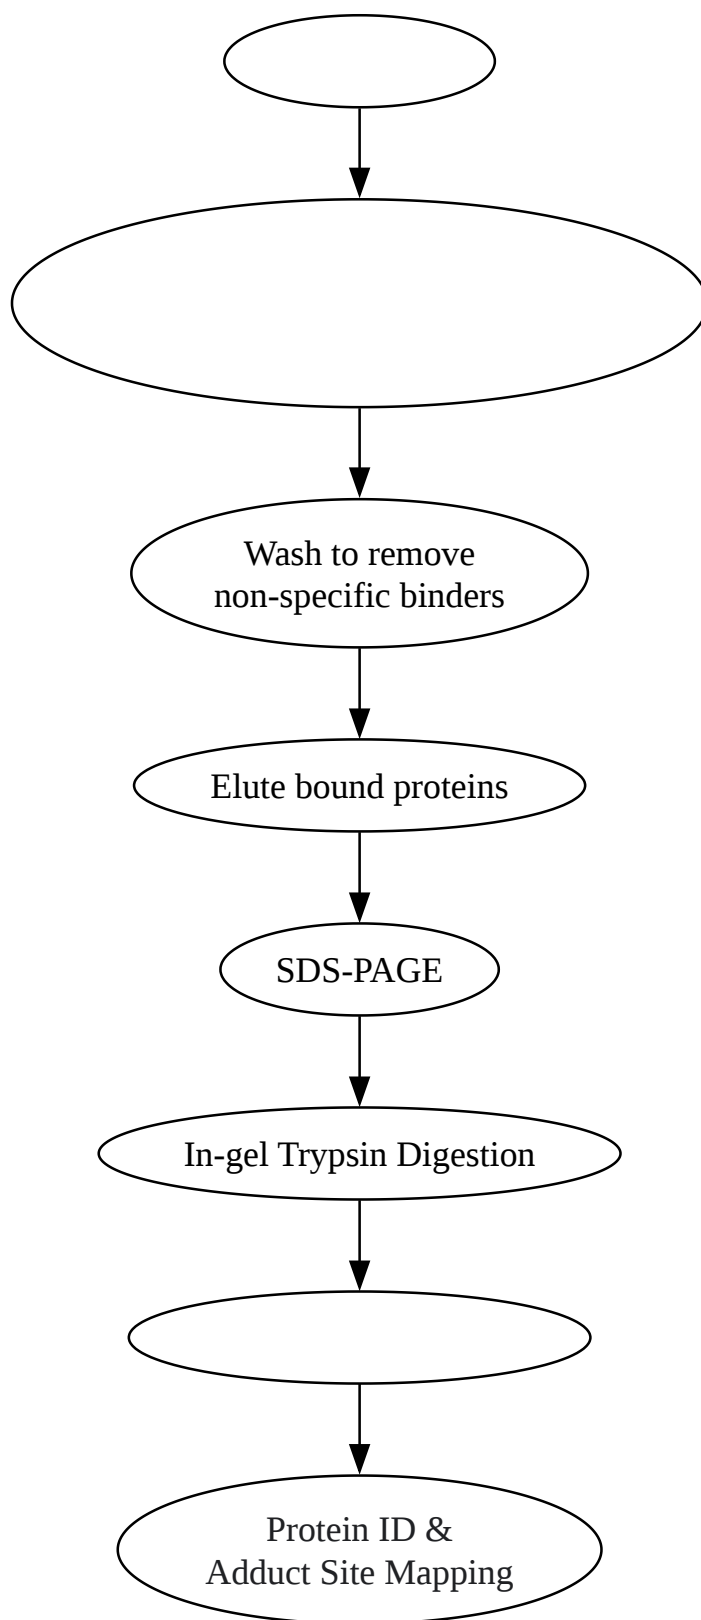 Wash to remove
non-specific binders
Elute bound proteins
SDS-PAGE
In-gel Trypsin Digestion
Protein ID &
Adduct Site Mapping